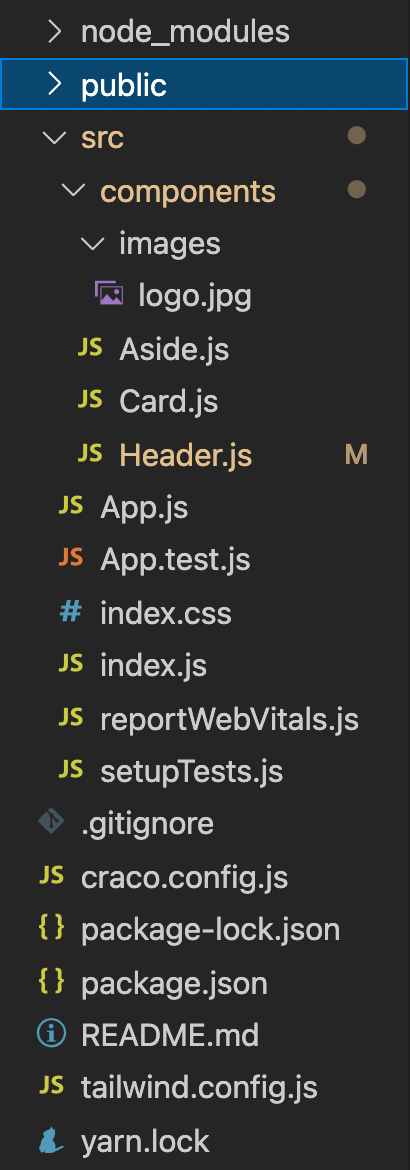 node_modules
public
src
components
images
logo.jpg
JS Aside.js
JS Card.js
JS Header.js M
JS App.js
JS App.test.js
# index.css
JS index.js
JS reportWebVitals.js
JS setupTests.js
.gitignore
JS craco.config.js
{} package-lock.json
{} package.json
README.md
JS tailwind.config.js
yarn.lock